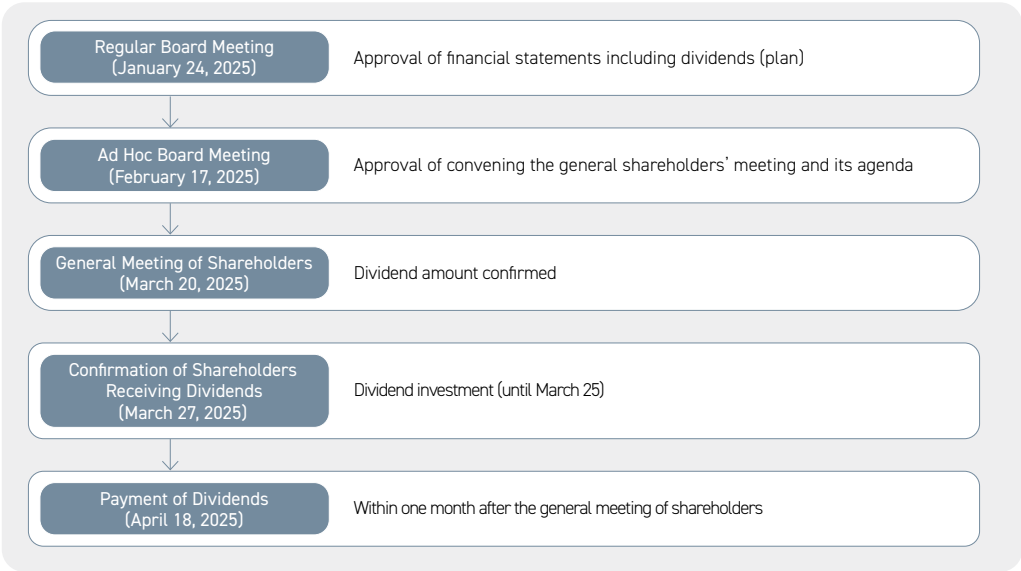 Regular Board Meeting
(January 24, 2025)
Approval of financial statements including dividends (plan)
Ad Hoc Board Meeting
(February 17, 2025)
Approval of convening the general shareholders’ meeting and its agenda
General Meeting of Shareholders
(March 20, 2025)
Dividend amount confirmed
Confirmation of Shareholders
Receiving Dividends
(March 27, 2025)
Dividend investment (until March 25)
Payment of Dividends
(April 18, 2025)
Within one month after the general meeting of shareholders